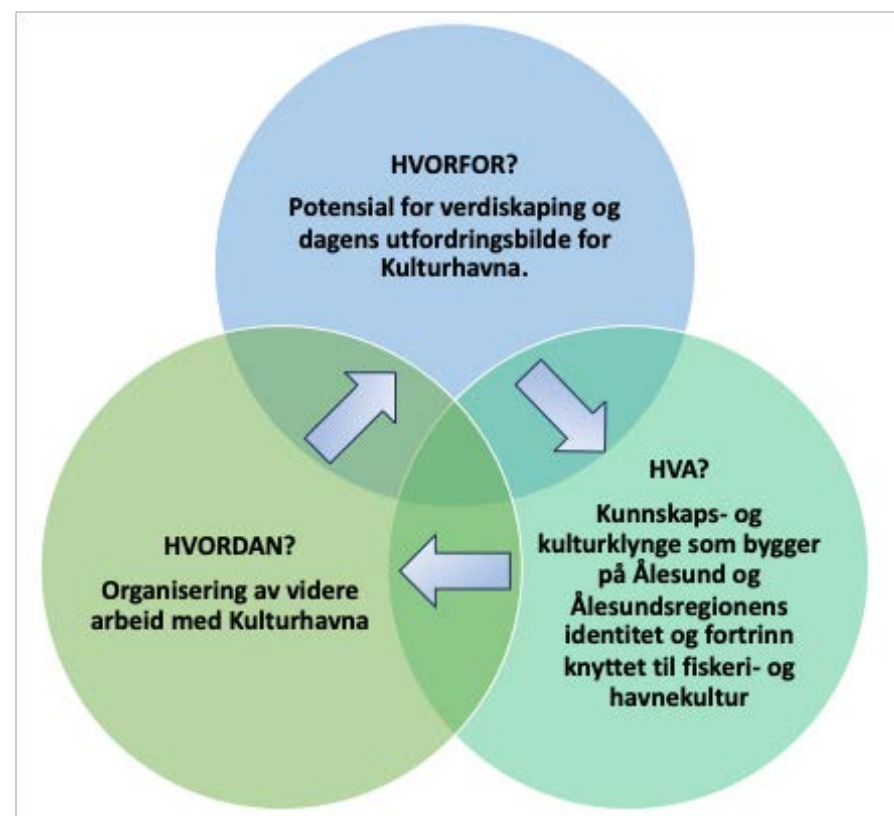 HVORFOR?
Potensial for verdiskaping og
dagens utfordringsbilde for
Kulturhavna.
HVA?
Kunnskaps- og
kulturklynge som bygger
på Ålesund og
Ålesundsregionens
identitet og fortrinn
knyttet til fiskeri- og
havnekultur
HVORDAN?
Organisering av videre
arbeid med Kulturhavna